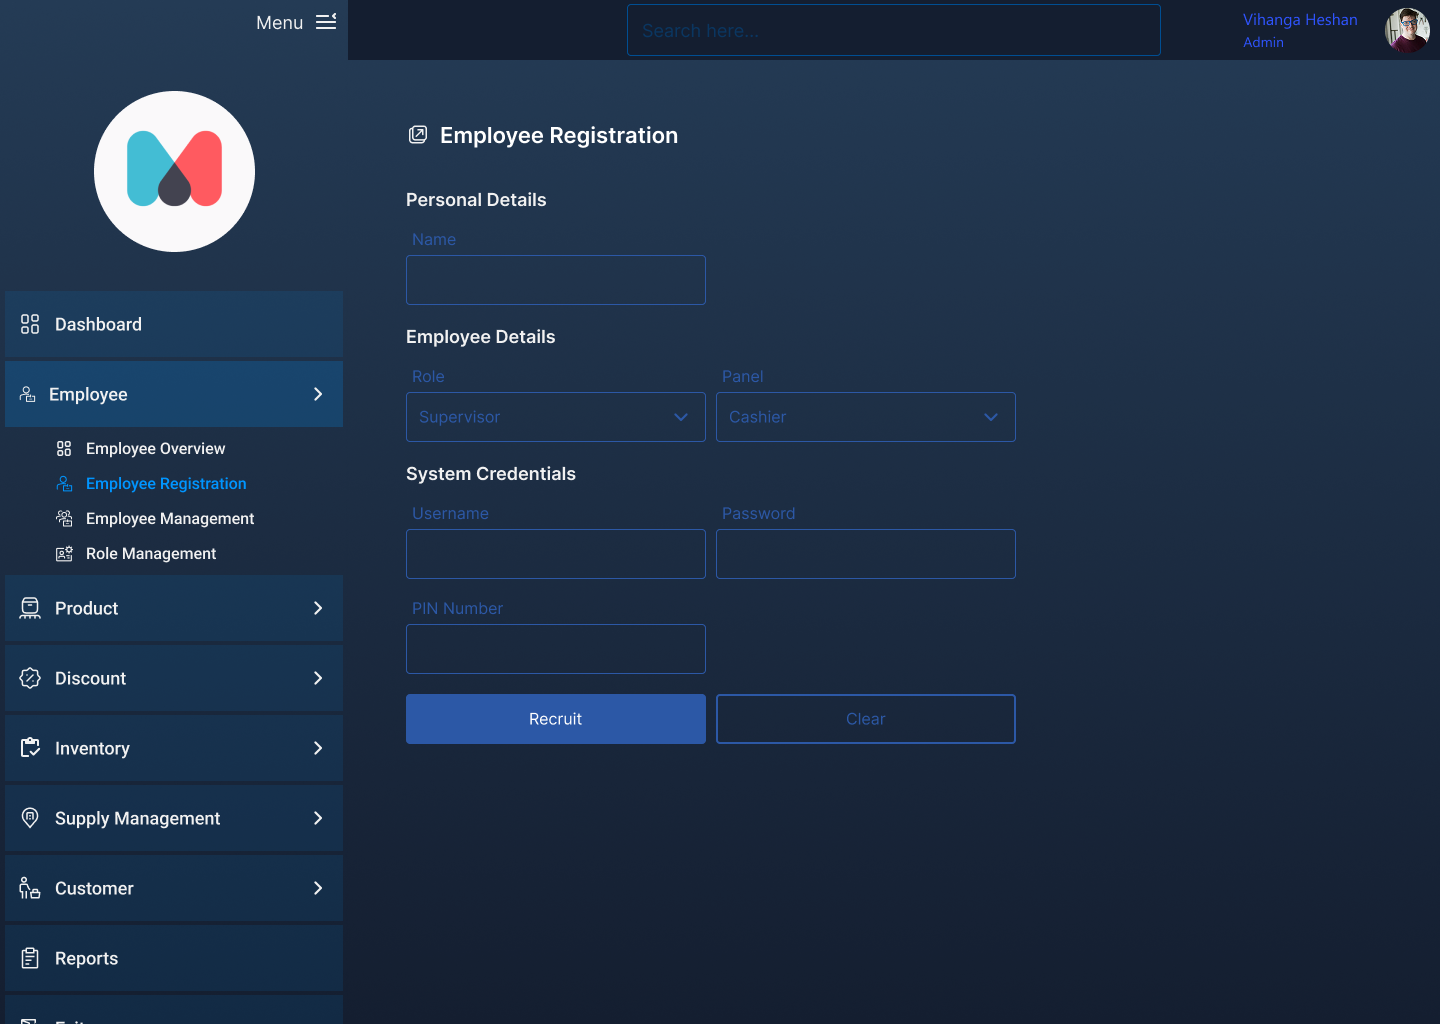 Menu
Search here...
Vihanga Heshan
Admin
Employee Registration
Personal Details
Name
Employee Details
Role
Panel
Supervisor
Cashier
System Credentials
Username
Password
PIN Number
Recruit
Clear
Dashboard
Employee
Employee Overview
Employee Registration
Employee Management
Role Management
Product
Discount
Inventory
Supply Management
Customer
Reports